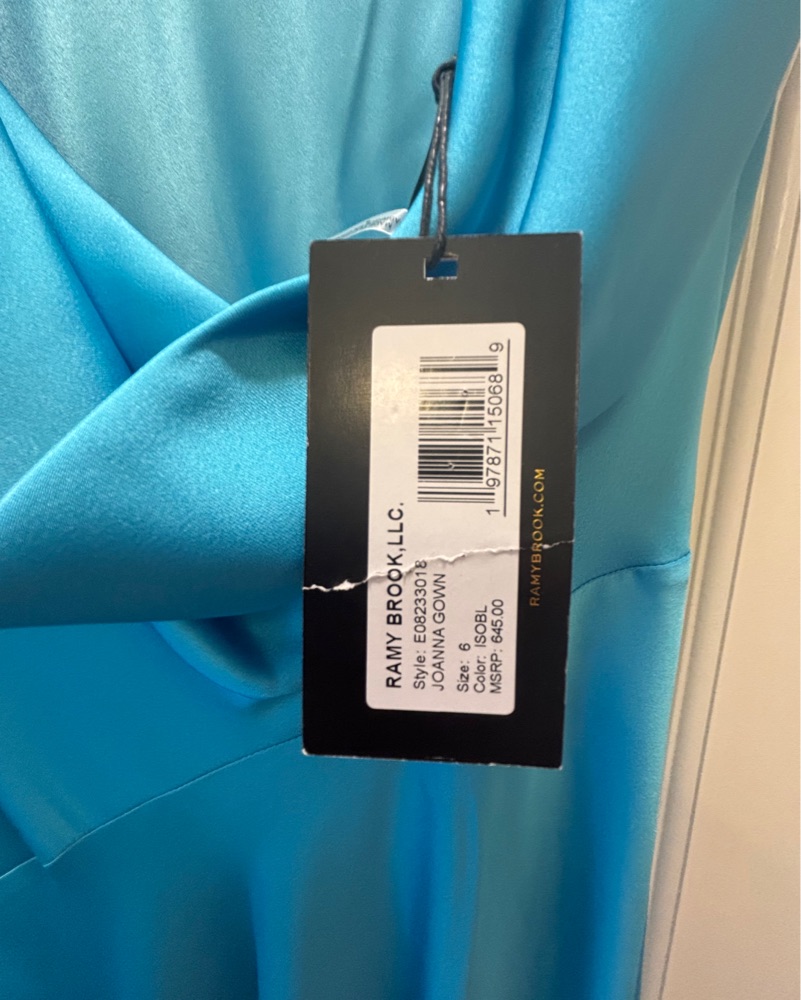 RAMY BROOK,LLC.
Style: E08233018
JOANNA GOWN
Size: 6
Color: ISOBL
MSRP: 645.00
1 97871 15068 9
RAMYBROOK.COM